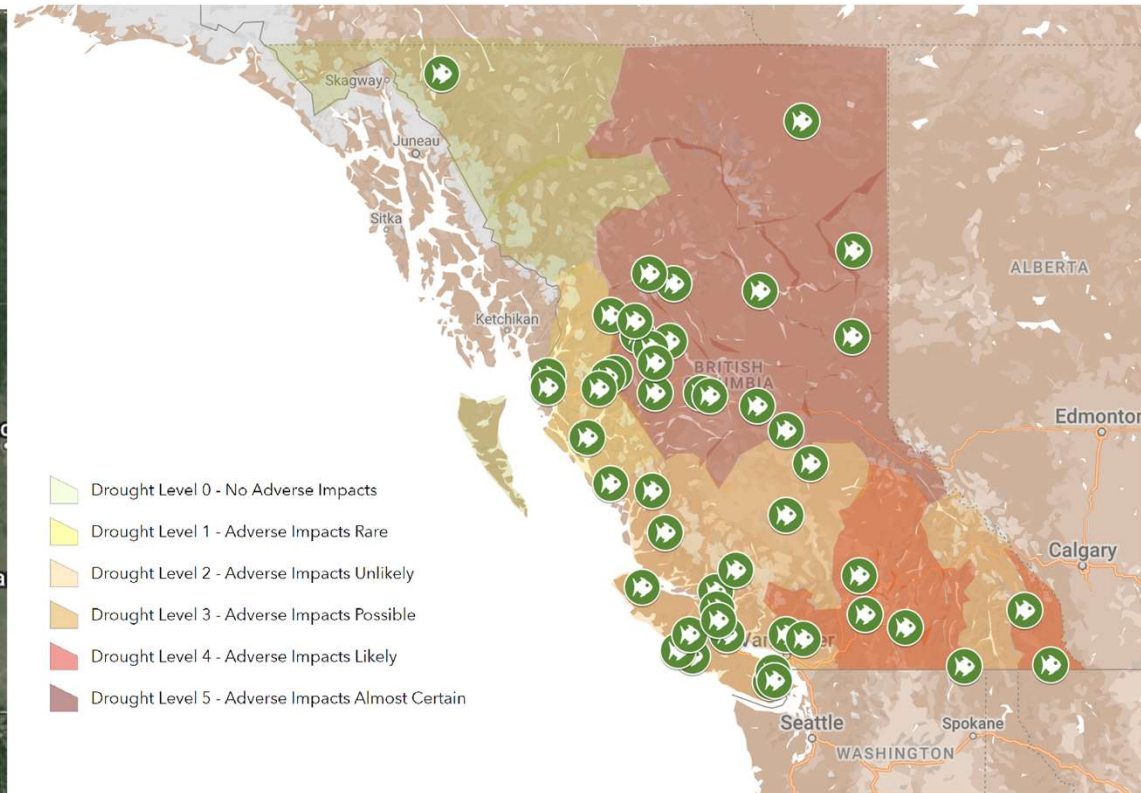 Skagway
Juneau
Sitka
Ketchikan
ALBERTA
BRITISH
Edmonton
Calgary
Seattle
Spokane
WASHINGTON
Drought Level 0 - No Adverse Impacts
Drought Level 1 - Adverse Impacts Rare
Drought Level 2 - Adverse Impacts Unlikely
Drought Level 3 - Adverse Impacts Possible
Drought Level 4 - Adverse Impacts Likely
Drought Level 5 - Adverse Impacts Almost Certain